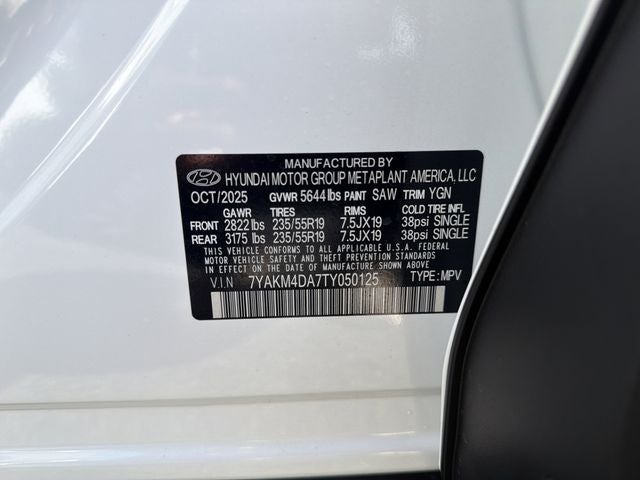 MANUFACTURED BY
HYUNDAI MOTOR GROUP METAPLANT AMERICA, LLC
OCT/2025 GVWR 5644 lbs PAINT SAW TRIM YGN
GAWR TIRES RIMS COLD TIRE INFL
FRONT 2822 lbs 235/55R19 7.5JX19 38psi SINGLE
REAR 3175 lbs 235/55R19 7.5JX19 38psi SINGLE
THIS VEHICLE CONFORMS TO ALL APPLICABLE U.S.A. FEDERAL
MOTOR VEHICLE SAFETY AND THEFT PREVENTION STANDARDS
IN EFFECT ON THE DATE OF MANUFACTURE SHOWN ABOVE.
V.I.N 7YAKM4DA7TY050125 TYPE : MPV